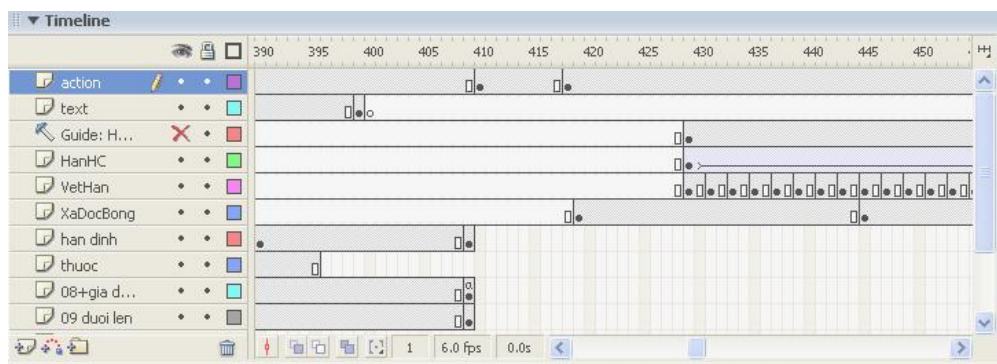 Timeline
390 395 400 405 410 415 420 425 430 435 440 445 450
action
text
Guide: H...
HanHC
VetHan
XaDocBong
han dinh
thuoc
08+gia d...
a
09 duoi len
1 6.0 fps 0.0s